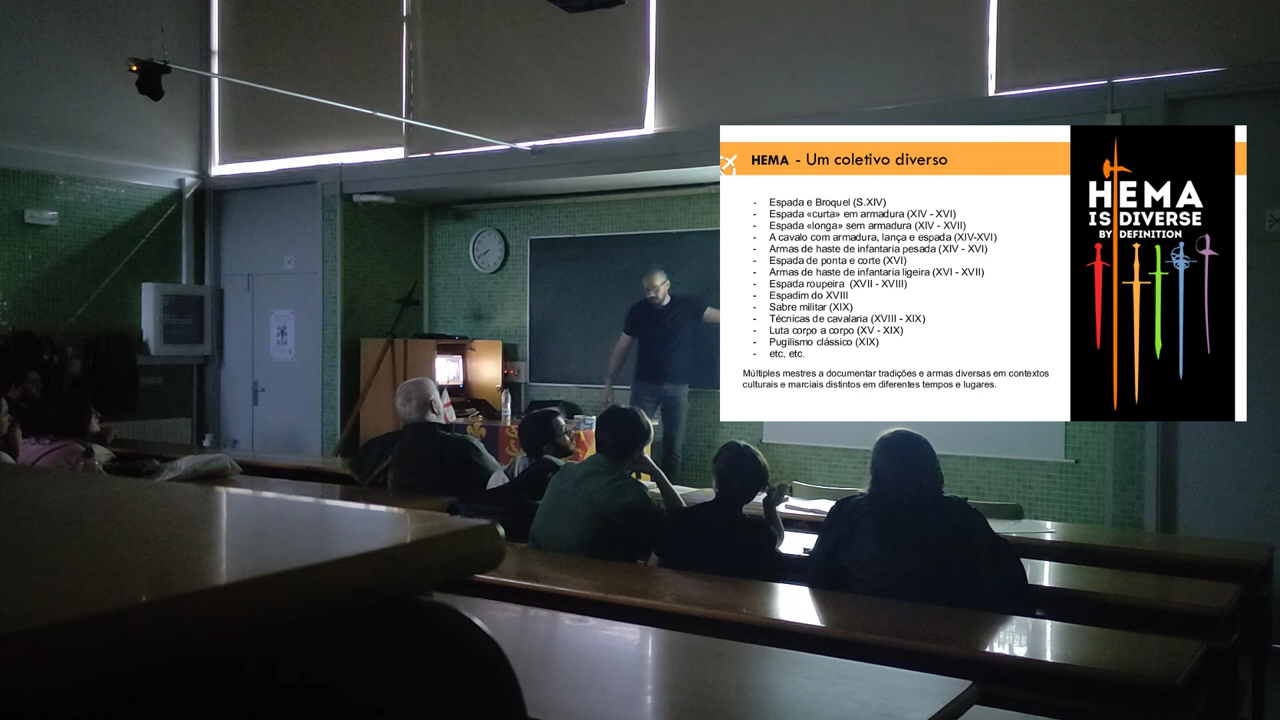 HEMA - Um coletivo diverso
- Espada e Broquel (S.XIV)
- Espada «curta» em armadura (XIV - XVI)
- Espada «longa» sem armadura (XIV - XVII)
- A cavalo com armadura, lança e espada (XIV-XVI)
- Armas de haste de infantaria pesada (XIV - XVI)
- Espada de ponta e corte (XVI)
- Armas de haste de infantaria ligeira (XVI - XVII)
- Espada roupeira (XVII - XVIII)
- Espadim do XVIII
- Sabre militar (XIX)
- Técnicas de cavalaria (XVIII - XIX)
- Luta corpo a corpo (XV - XIX)
- Pugilismo clássico (XIX)
- etc, etc.
Múltiples mestres a documentar tradições e armas diversas em contextos
culturais e marciais distintos em diferentes tempos e lugares.
HEMA
IS DIVERSE
BY DEFINITION